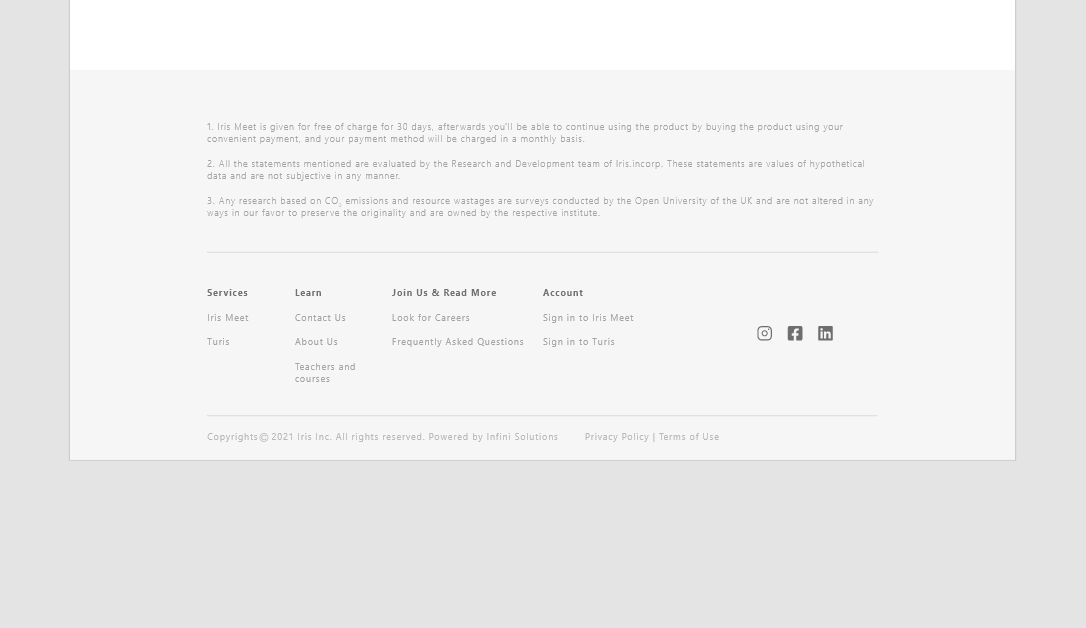 1. Iris Meet is given for free of charge for 30 days, afterwards you'll be able to continue using the product by buying the product using your
convenient payment, and your payment method will be charged in a monthly basis.
2. All the statements mentioned are evaluated by the Research and Development team of Iris.incorp. These statements are values of hypothetical
data and are not subjective in any manner.
3. Any research based on CO₂ emissions and resource wastages are surveys conducted by the Open University of the UK and are not altered in any
ways in our favor to preserve the originality and are owned by the respective institute.
Services
Iris Meet
Turis
Learn
Contact Us
About Us
Teachers and
courses
Join Us & Read More
Look for Careers
Frequently Asked Questions
Account
Sign in to Iris Meet
Sign in to Turis
Copyrights© 2021 Iris Inc. All rights reserved. Powered by Infini Solutions
Privacy Policy | Terms of Use